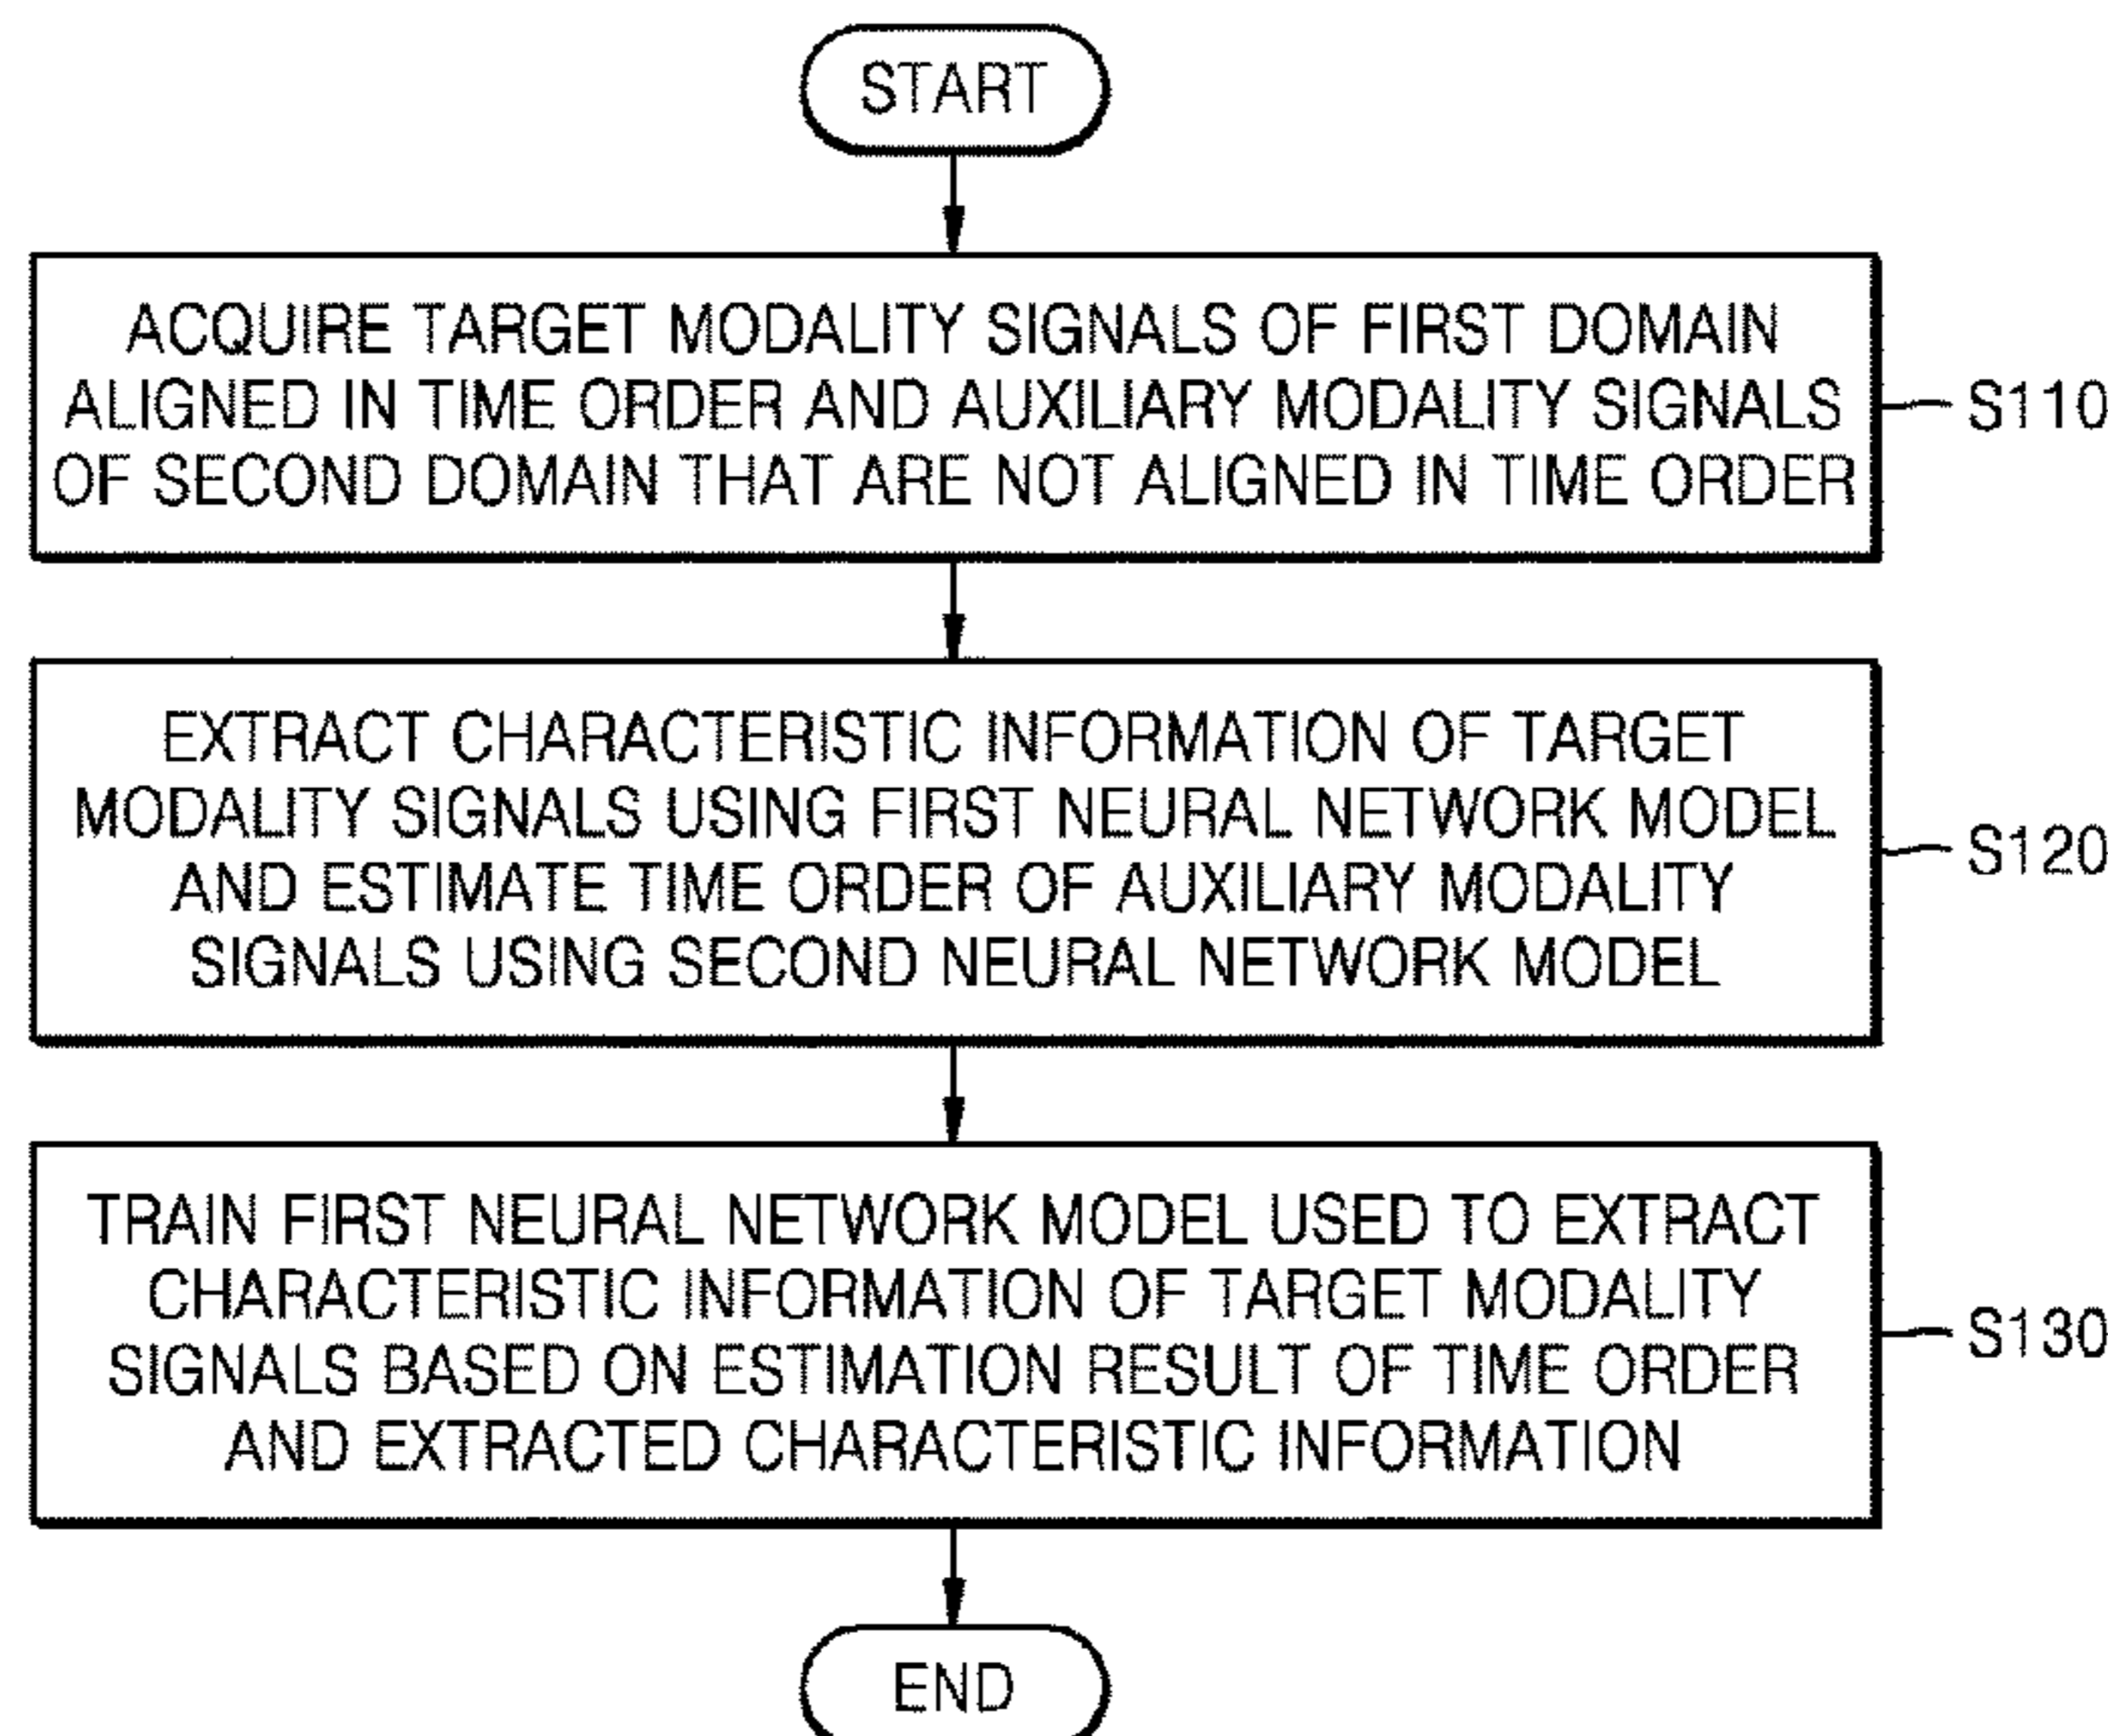 START
ACQUIRE TARGET MODALITY SIGNALS OF FIRST DOMAIN
ALIGNED IN TIME ORDER AND AUXILIARY MODALITY SIGNALS
OF SECOND DOMAIN THAT ARE NOT ALIGNED IN TIME ORDER
S110
EXTRACT CHARACTERISTIC INFORMATION OF TARGET
MODALITY SIGNALS USING FIRST NEURAL NETWORK MODEL
AND ESTIMATE TIME ORDER OF AUXILIARY MODALITY
SIGNALS USING SECOND NEURAL NETWORK MODEL
S120
TRAIN FIRST NEURAL NETWORK MODEL USED TO EXTRACT
CHARACTERISTIC INFORMATION OF TARGET MODALITY
SIGNALS BASED ON ESTIMATION RESULT OF TIME ORDER
AND EXTRACTED CHARACTERISTIC INFORMATION
S130
END